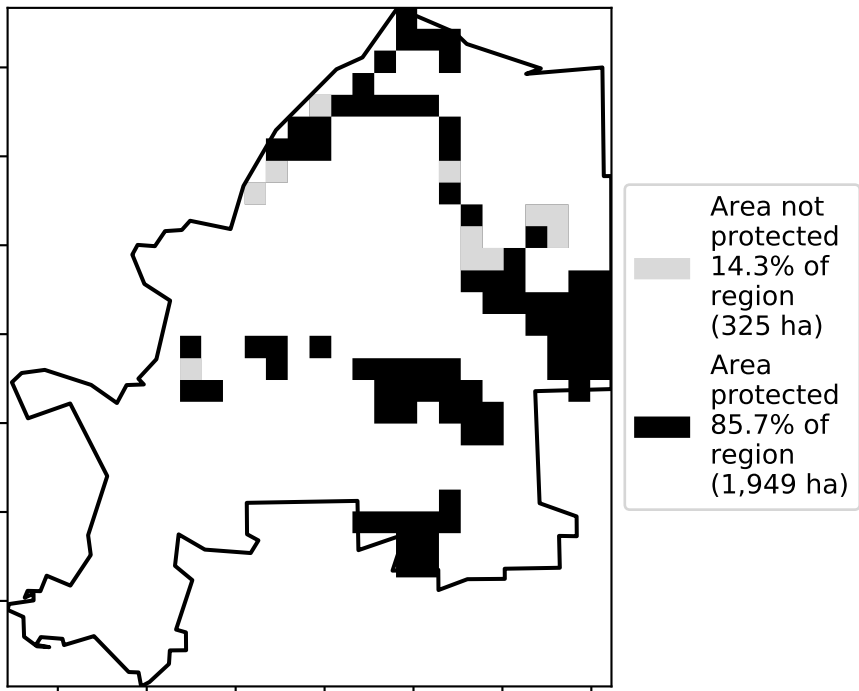 Area not
protected
14.3% of
region
(325 ha)
Area
protected
85.7% of
region
(1,949 ha)